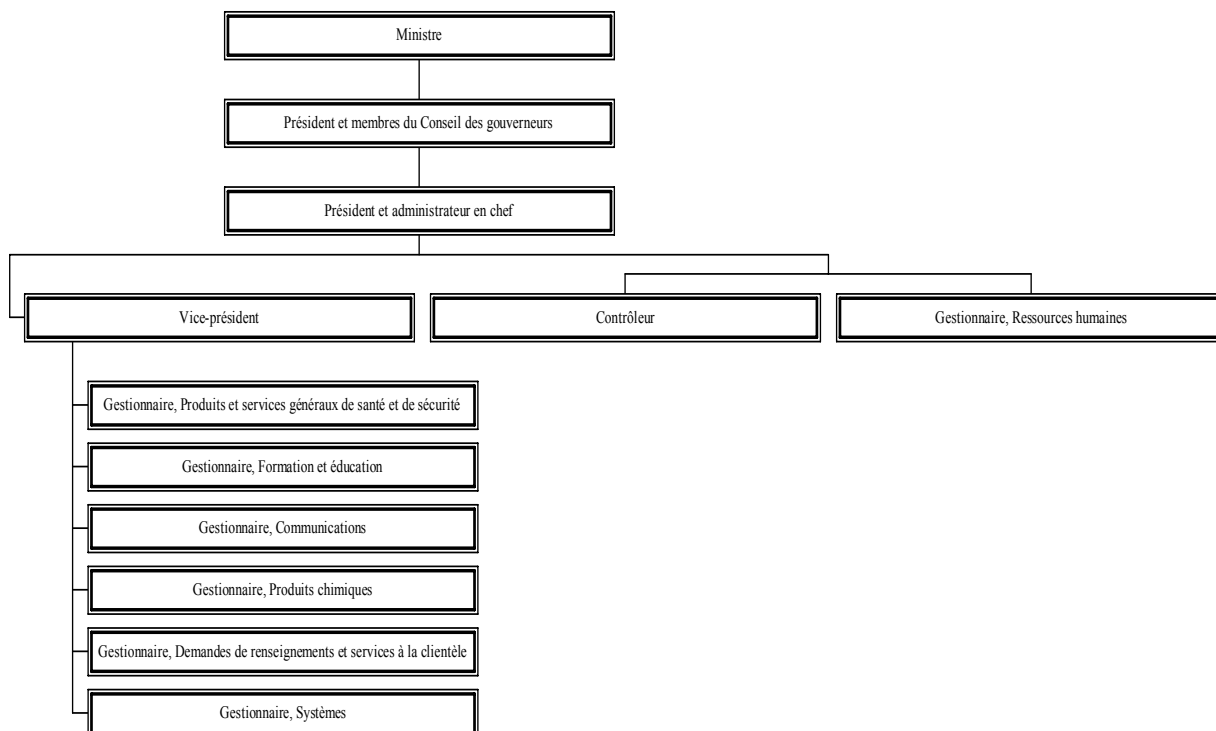 Ministre
Président et membres du Conseil des gouverneurs
Président et administrateur en chef
Vice-président
Contrôleur
Gestionnaire, Ressources humaines
Gestionnaire, Produits et services généraux de santé et de sécurité
Gestionnaire, Formation et éducation
Gestionnaire, Communications
Gestionnaire, Produits chimiques
Gestionnaire, Demandes de renseignements et services à la clientèle
Gestionnaire, Systèmes